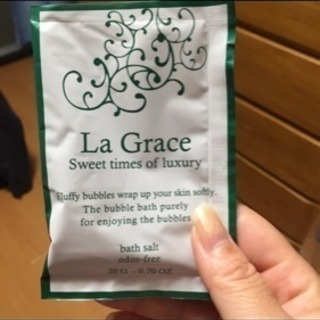 La Grace
Sweet times of luxury
Fluffy bubbles wrap up your skin softly.
The bubble bath purely
for enjoying the bubbles
bath salt
odor-free
20 G - 0.70 OZ